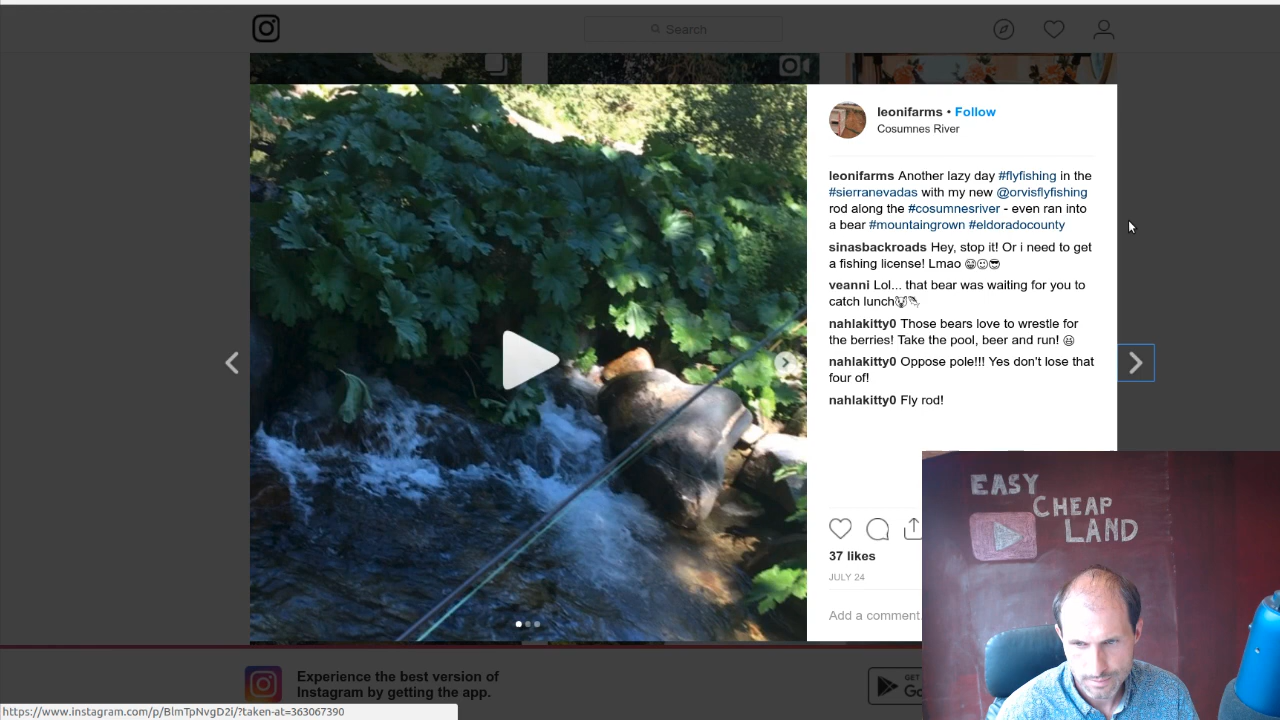 Search
leonifarms • Follow
Cosumnes River
leonifarms Another lazy day #flyfishing in the
#sierranevadas with my new @orvisflyfishing
rod along the #cosumnesriver - even ran into
a bear #mountaingrown #eldoradocounty
sinasbackroads Hey, stop it! Or i need to get
a fishing license! Lmao 😁🙂😎
veanni Lol... that bear was waiting for you to
catch lunch
nahlakitty0 Those bears love to wrestle for
the berries! Take the pool, beer and run!
nahlakitty0 Oppose pole!!! Yes don't lose that
four of!
nahlakitty0 Fly rod!
37 likes
JULY 24
Add a comment
EASY
CHEAP
LAND
Experience the best version of
Instagram by getting the app.
GET
https://www.instagram.com/p/BlmTpNvgD2i/?taken-at=363067390